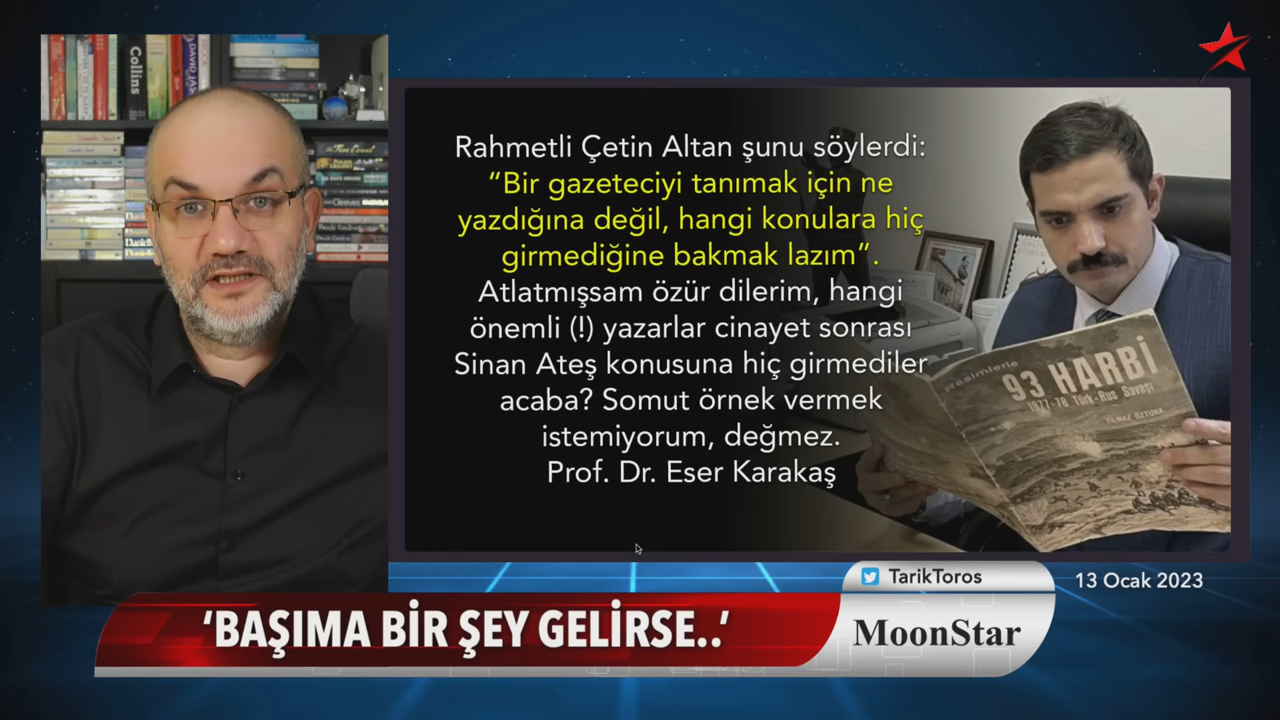 Collins
Rahmetli Çetin Altan şunu söylerdi:
“Bir gazeteciyi tanımak için ne
yazdığına değil, hangi konulara hiç
girmediğine bakmak lazım”.
Atlatmışsam özür dilerim, hangi
önemli (!) yazarlar cinayet sonrası
Sinan Ateş konusuna hiç girmediler
acaba? Somut örnek vermek
istemiyorum, değmez.
Prof. Dr. Eser Karakaş
Resimlerle
93 HARBİ
1877-78 Türk-Rus Savaşı
YILMAZ ÖZTUNA
TarikToros
13 Ocak 2023
‘BAŞIMA BİR ŞEY GELİRSE..’
MoonStar